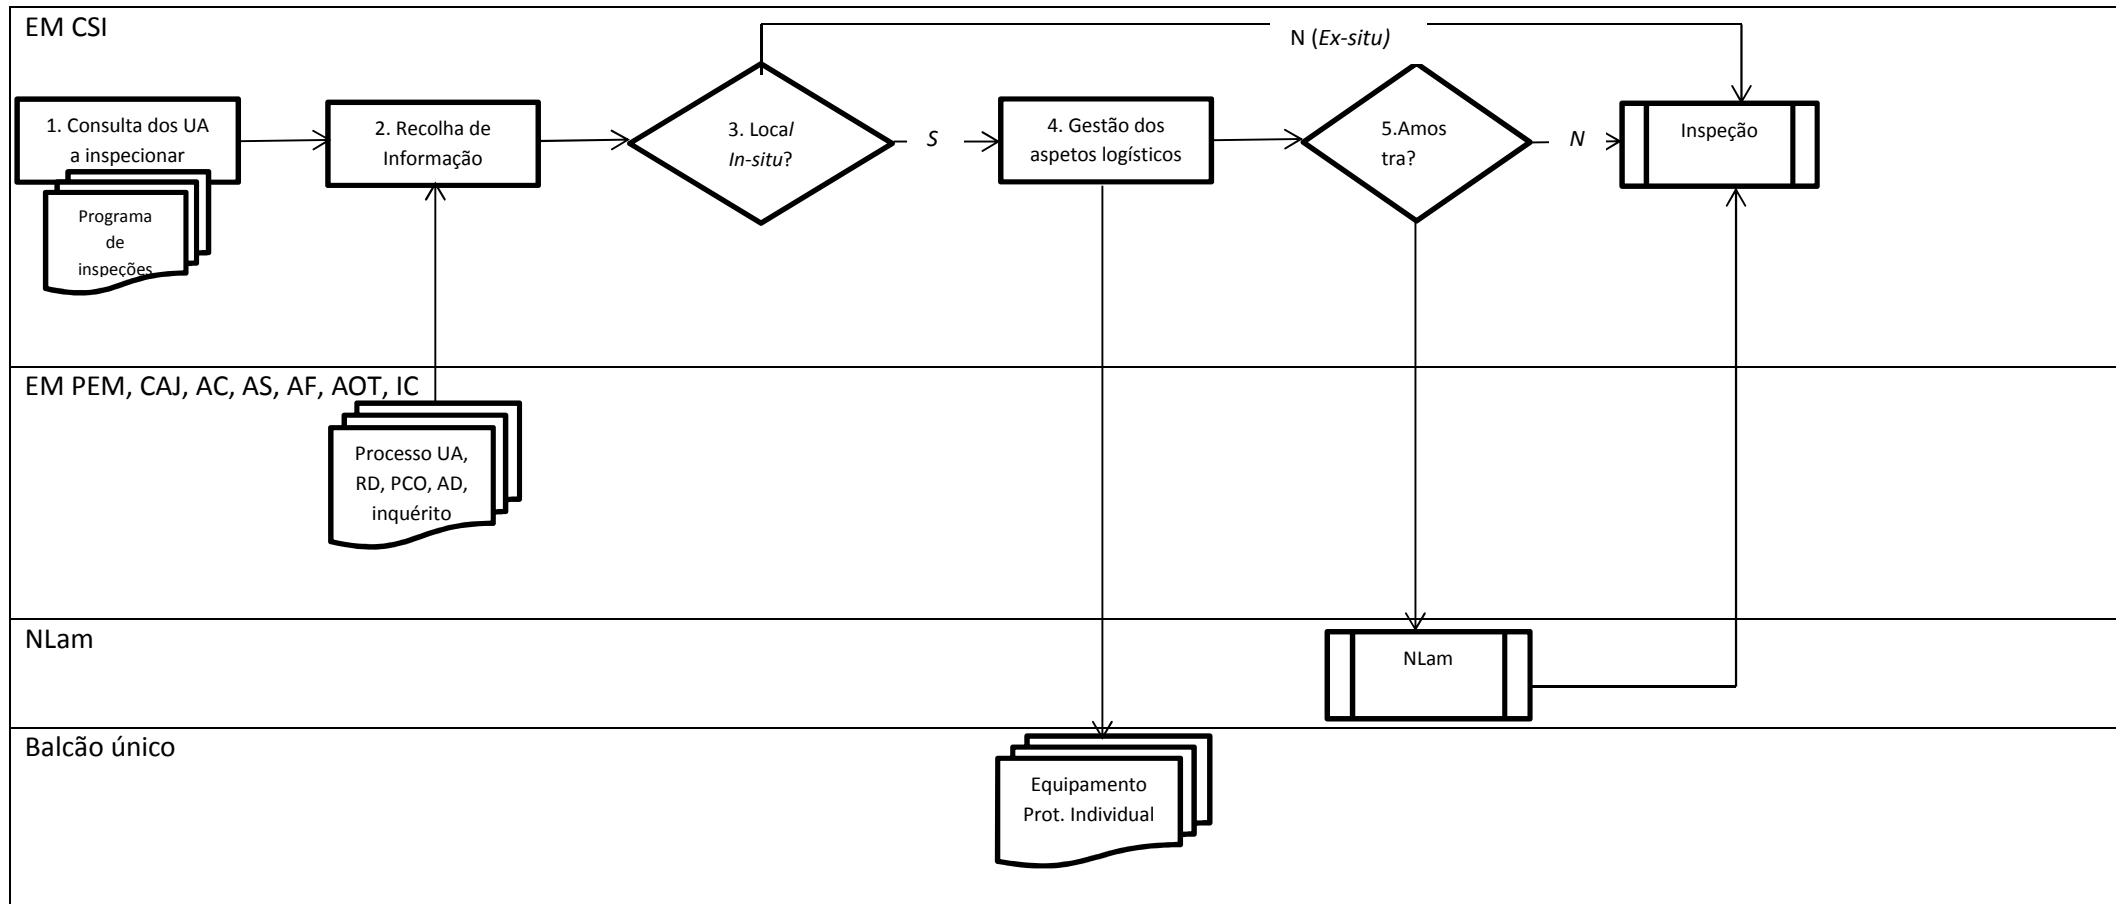 EM CSI
N (Ex-situ)
1. Consulta dos UA
a inspecionar
Programa
de
inspeções
2. Recolha de
Informação
3. Local
In-situ?
S
4. Gestão dos
aspetos logísticos
5.Amos
tra?
N
Inspeção
EM PEM, CAJ, AC, AS, AF, AOT, IC
Processo UA,
RD, PCO, AD,
inquérito
NLam
NLam
Balcão único
Equipamento
Prot. Individual